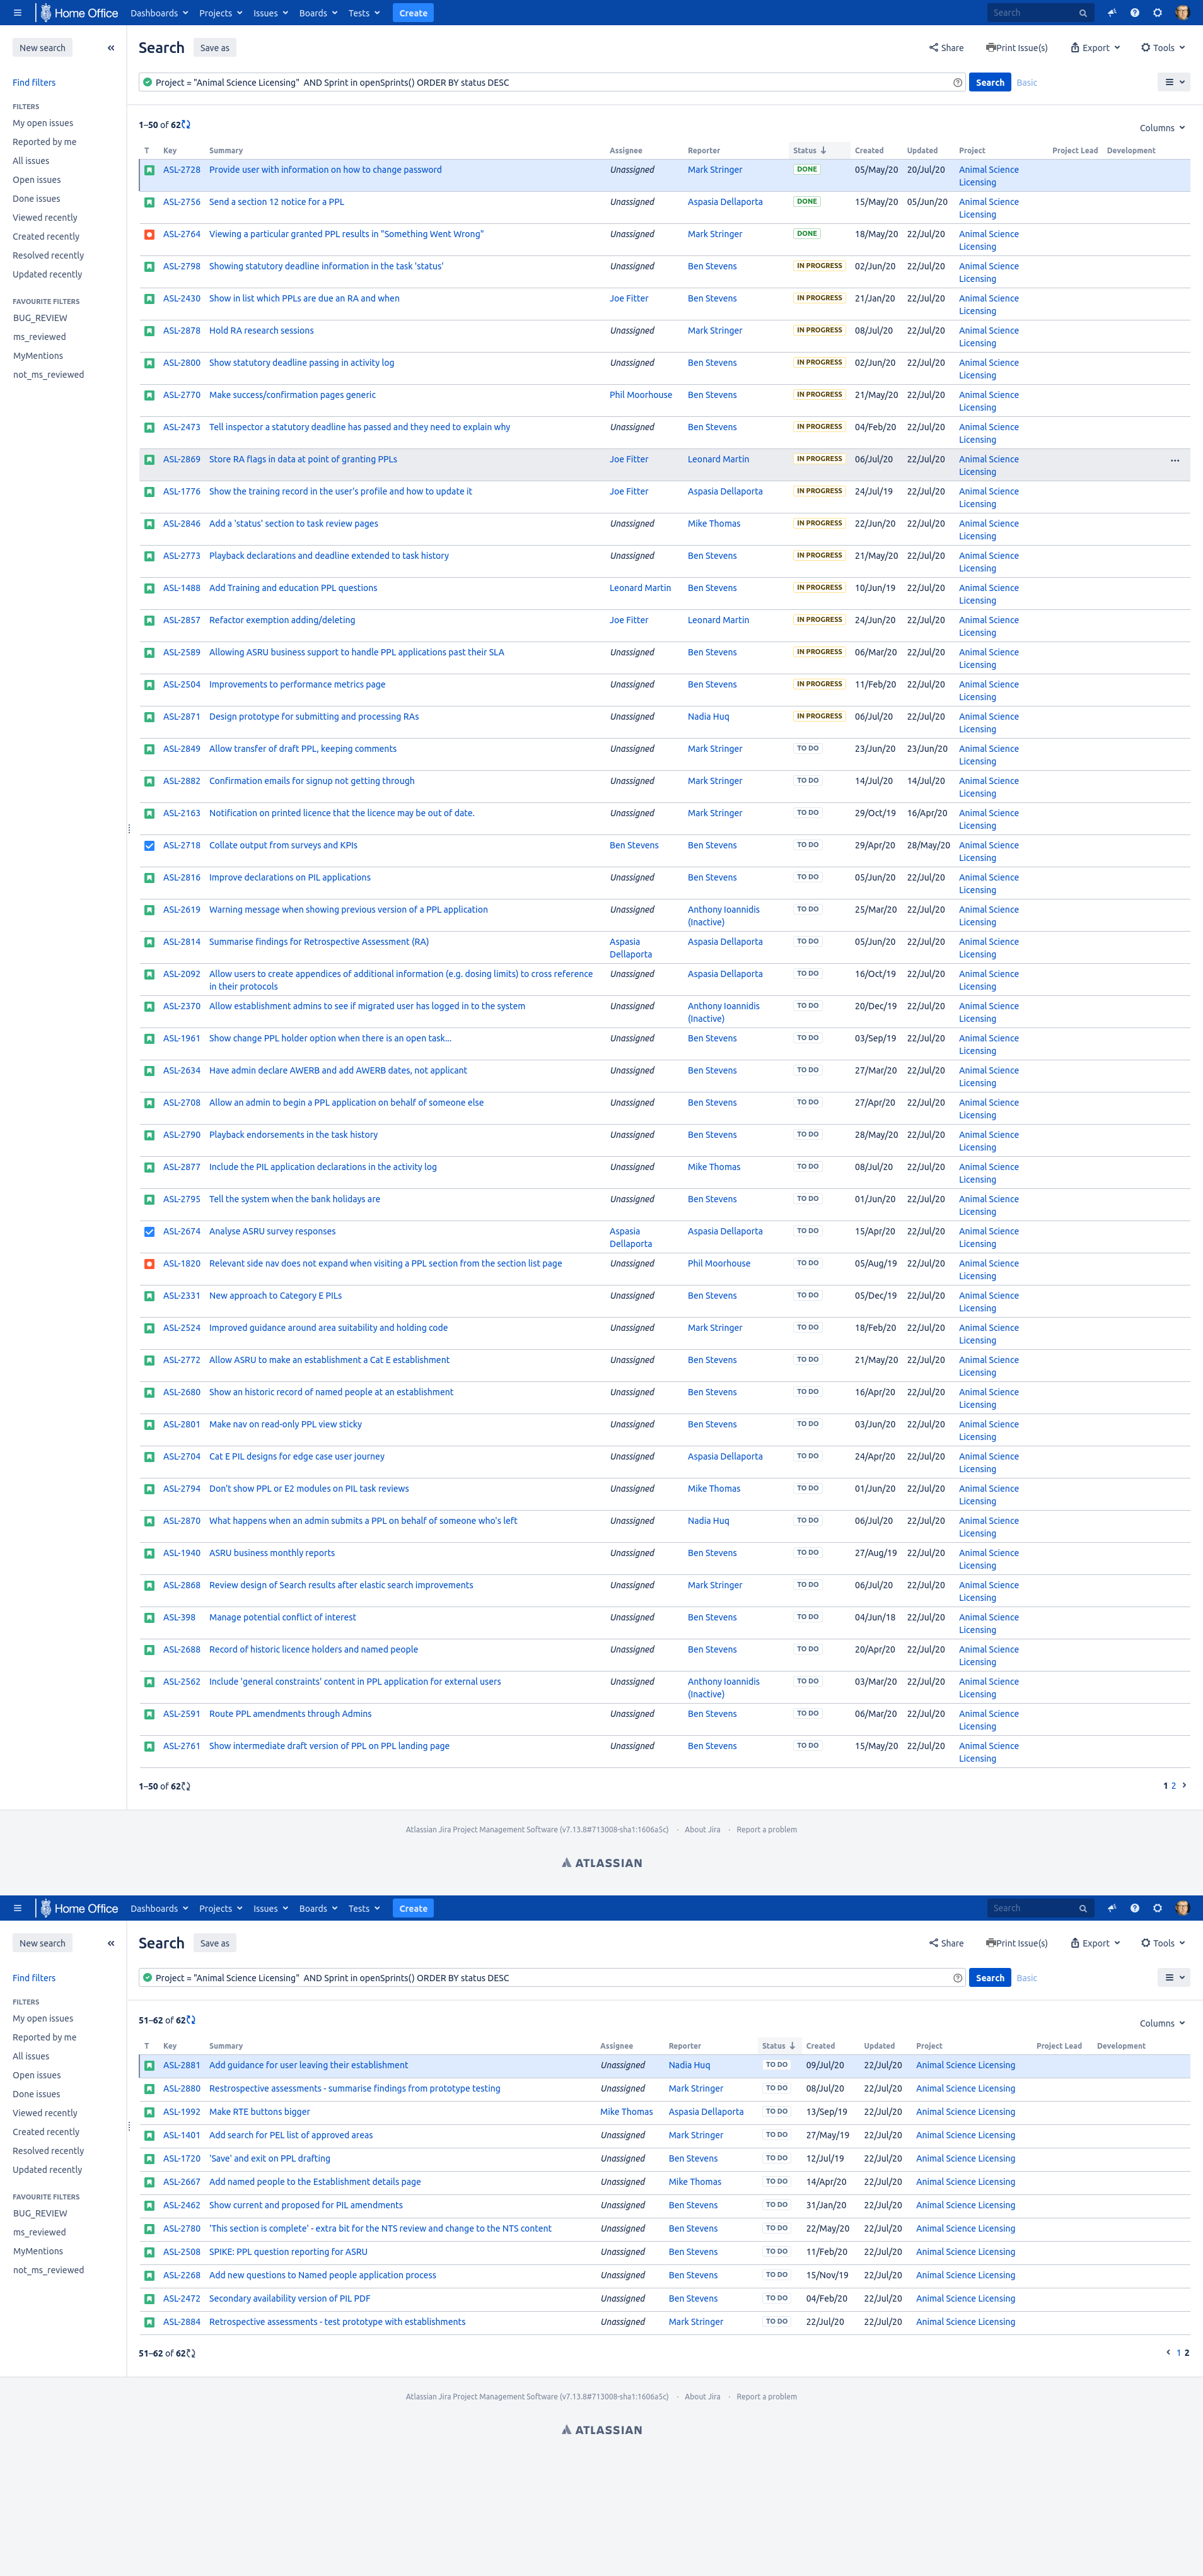 Home Office Dashboards Projects Issues Boards Tests Create Search
New search
Find filters
FILTERS
My open issues
Reported by me
All issues
Open issues
Done issues
Viewed recently
Created recently
Resolved recently
Updated recently
FAVOURITE FILTERS
BUG_REVIEW
ms_reviewed
MyMentions
not_ms_reviewed
Search Save as Share Print Issue(s) Export Tools
Project = "Animal Science Licensing" AND Sprint in openSprints() ORDER BY status DESC Search Basic
1–50 of 62 Columns
T Key Summary Assignee Reporter Status Created Updated Project Project Lead Development
ASL-2728 Provide user with information on how to change password Unassigned Mark Stringer DONE 05/May/20 20/Jul/20 Animal Science
Licensing
ASL-2756 Send a section 12 notice for a PPL Unassigned Aspasia Dellaporta DONE 15/May/20 05/Jun/20 Animal Science
Licensing
ASL-2764 Viewing a particular granted PPL results in "Something Went Wrong" Unassigned Mark Stringer DONE 18/May/20 22/Jul/20 Animal Science
Licensing
ASL-2798 Showing statutory deadline information in the task 'status' Unassigned Ben Stevens IN PROGRESS 02/Jun/20 22/Jul/20 Animal Science
Licensing
ASL-2430 Show in list which PPLs are due an RA and when Joe Fitter Ben Stevens IN PROGRESS 21/Jan/20 22/Jul/20 Animal Science
Licensing
ASL-2878 Hold RA research sessions Unassigned Mark Stringer IN PROGRESS 08/Jul/20 22/Jul/20 Animal Science
Licensing
ASL-2800 Show statutory deadline passing in activity log Unassigned Ben Stevens IN PROGRESS 02/Jun/20 22/Jul/20 Animal Science
Licensing
ASL-2770 Make success/confirmation pages generic Phil Moorhouse Ben Stevens IN PROGRESS 21/May/20 22/Jul/20 Animal Science
Licensing
ASL-2473 Tell inspector a statutory deadline has passed and they need to explain why Unassigned Ben Stevens IN PROGRESS 04/Feb/20 22/Jul/20 Animal Science
Licensing
ASL-2869 Store RA flags in data at point of granting PPLs Joe Fitter Leonard Martin IN PROGRESS 06/Jul/20 22/Jul/20 Animal Science
Licensing
ASL-1776 Show the training record in the user's profile and how to update it Joe Fitter Aspasia Dellaporta IN PROGRESS 24/Jul/19 22/Jul/20 Animal Science
Licensing
ASL-2846 Add a 'status' section to task review pages Unassigned Mike Thomas IN PROGRESS 22/Jun/20 22/Jul/20 Animal Science
Licensing
ASL-2773 Playback declarations and deadline extended to task history Unassigned Ben Stevens IN PROGRESS 21/May/20 22/Jul/20 Animal Science
Licensing
ASL-1488 Add Training and education PPL questions Leonard Martin Ben Stevens IN PROGRESS 10/Jun/19 22/Jul/20 Animal Science
Licensing
ASL-2857 Refactor exemption adding/deleting Joe Fitter Leonard Martin IN PROGRESS 24/Jun/20 22/Jul/20 Animal Science
Licensing
ASL-2589 Allowing ASRU business support to handle PPL applications past their SLA Unassigned Ben Stevens IN PROGRESS 06/Mar/20 22/Jul/20 Animal Science
Licensing
ASL-2504 Improvements to performance metrics page Unassigned Ben Stevens IN PROGRESS 11/Feb/20 22/Jul/20 Animal Science
Licensing
ASL-2871 Design prototype for submitting and processing RAs Unassigned Nadia Huq IN PROGRESS 06/Jul/20 22/Jul/20 Animal Science
Licensing
ASL-2849 Allow transfer of draft PPL, keeping comments Unassigned Mark Stringer TO DO 23/Jun/20 23/Jun/20 Animal Science
Licensing
ASL-2882 Confirmation emails for signup not getting through Unassigned Mark Stringer TO DO 14/Jul/20 14/Jul/20 Animal Science
Licensing
ASL-2163 Notification on printed licence that the licence may be out of date. Unassigned Mark Stringer TO DO 29/Oct/19 16/Apr/20 Animal Science
Licensing
ASL-2718 Collate output from surveys and KPIs Ben Stevens Ben Stevens TO DO 29/Apr/20 28/May/20 Animal Science
Licensing
ASL-2816 Improve declarations on PIL applications Unassigned Ben Stevens TO DO 05/Jun/20 22/Jul/20 Animal Science
Licensing
ASL-2619 Warning message when showing previous version of a PPL application Unassigned Anthony Ioannidis TO DO 25/Mar/20 22/Jul/20 Animal Science
(Inactive) Licensing
ASL-2814 Summarise findings for Retrospective Assessment (RA) Aspasia Aspasia Dellaporta TO DO 05/Jun/20 22/Jul/20 Animal Science
Dellaporta Licensing
ASL-2092 Allow users to create appendices of additional information (e.g. dosing limits) to cross reference Unassigned Aspasia Dellaporta TO DO 16/Oct/19 22/Jul/20 Animal Science
in their protocols Licensing
ASL-2370 Allow establishment admins to see if migrated user has logged in to the system Unassigned Anthony Ioannidis TO DO 20/Dec/19 22/Jul/20 Animal Science
(Inactive) Licensing
ASL-1961 Show change PPL holder option when there is an open task... Unassigned Ben Stevens TO DO 03/Sep/19 22/Jul/20 Animal Science
Licensing
ASL-2634 Have admin declare AWERB and add AWERB dates, not applicant Unassigned Ben Stevens TO DO 27/Mar/20 22/Jul/20 Animal Science
Licensing
ASL-2708 Allow an admin to begin a PPL application on behalf of someone else Unassigned Ben Stevens TO DO 27/Apr/20 22/Jul/20 Animal Science
Licensing
ASL-2790 Playback endorsements in the task history Unassigned Ben Stevens TO DO 28/May/20 22/Jul/20 Animal Science
Licensing
ASL-2877 Include the PIL application declarations in the activity log Unassigned Mike Thomas TO DO 08/Jul/20 22/Jul/20 Animal Science
Licensing
ASL-2795 Tell the system when the bank holidays are Unassigned Ben Stevens TO DO 01/Jun/20 22/Jul/20 Animal Science
Licensing
ASL-2674 Analyse ASRU survey responses Aspasia Aspasia Dellaporta TO DO 15/Apr/20 22/Jul/20 Animal Science
Dellaporta Licensing
ASL-1820 Relevant side nav does not expand when visiting a PPL section from the section list page Unassigned Phil Moorhouse TO DO 05/Aug/19 22/Jul/20 Animal Science
Licensing
ASL-2331 New approach to Category E PILs Unassigned Ben Stevens TO DO 05/Dec/19 22/Jul/20 Animal Science
Licensing
ASL-2524 Improved guidance around area suitability and holding code Unassigned Mark Stringer TO DO 18/Feb/20 22/Jul/20 Animal Science
Licensing
ASL-2772 Allow ASRU to make an establishment a Cat E establishment Unassigned Ben Stevens TO DO 21/May/20 22/Jul/20 Animal Science
Licensing
ASL-2680 Show an historic record of named people at an establishment Unassigned Ben Stevens TO DO 16/Apr/20 22/Jul/20 Animal Science
Licensing
ASL-2801 Make nav on read-only PPL view sticky Unassigned Ben Stevens TO DO 03/Jun/20 22/Jul/20 Animal Science
Licensing
ASL-2704 Cat E PIL designs for edge case user journey Unassigned Aspasia Dellaporta TO DO 24/Apr/20 22/Jul/20 Animal Science
Licensing
ASL-2794 Don't show PPL or E2 modules on PIL task reviews Unassigned Mike Thomas TO DO 01/Jun/20 22/Jul/20 Animal Science
Licensing
ASL-2870 What happens when an admin submits a PPL on behalf of someone who's left Unassigned Nadia Huq TO DO 06/Jul/20 22/Jul/20 Animal Science
Licensing
ASL-1940 ASRU business monthly reports Unassigned Ben Stevens TO DO 27/Aug/19 22/Jul/20 Animal Science
Licensing
ASL-2868 Review design of Search results after elastic search improvements Unassigned Mark Stringer TO DO 06/Jul/20 22/Jul/20 Animal Science
Licensing
ASL-398 Manage potential conflict of interest Unassigned Ben Stevens TO DO 04/Jun/18 22/Jul/20 Animal Science
Licensing
ASL-2688 Record of historic licence holders and named people Unassigned Ben Stevens TO DO 20/Apr/20 22/Jul/20 Animal Science
Licensing
ASL-2562 Include 'general constraints' content in PPL application for external users Unassigned Anthony Ioannidis TO DO 03/Mar/20 22/Jul/20 Animal Science
(Inactive) Licensing
ASL-2591 Route PPL amendments through Admins Unassigned Ben Stevens TO DO 06/Mar/20 22/Jul/20 Animal Science
Licensing
ASL-2761 Show intermediate draft version of PPL on PPL landing page Unassigned Ben Stevens TO DO 15/May/20 22/Jul/20 Animal Science
Licensing
1–50 of 62 1 2
Atlassian Jira Project Management Software (v7.13.8#713008-sha1:1606a5c) · About Jira · Report a problem
ATLASSIAN
Home Office Dashboards Projects Issues Boards Tests Create Search
New search
Find filters
FILTERS
My open issues
Reported by me
All issues
Open issues
Done issues
Viewed recently
Created recently
Resolved recently
Updated recently
FAVOURITE FILTERS
BUG_REVIEW
ms_reviewed
MyMentions
not_ms_reviewed
Search Save as Share Print Issue(s) Export Tools
Project = "Animal Science Licensing" AND Sprint in openSprints() ORDER BY status DESC Search Basic
51–62 of 62 Columns
T Key Summary Assignee Reporter Status Created Updated Project Project Lead Development
ASL-2881 Add guidance for user leaving their establishment Unassigned Nadia Huq TO DO 09/Jul/20 22/Jul/20 Animal Science Licensing
ASL-2880 Restrospective assessments - summarise findings from prototype testing Unassigned Mark Stringer TO DO 08/Jul/20 22/Jul/20 Animal Science Licensing
ASL-1992 Make RTE buttons bigger Mike Thomas Aspasia Dellaporta TO DO 13/Sep/19 22/Jul/20 Animal Science Licensing
ASL-1401 Add search for PEL list of approved areas Unassigned Mark Stringer TO DO 27/May/19 22/Jul/20 Animal Science Licensing
ASL-1720 'Save' and exit on PPL drafting Unassigned Ben Stevens TO DO 12/Jul/19 22/Jul/20 Animal Science Licensing
ASL-2667 Add named people to the Establishment details page Unassigned Mike Thomas TO DO 14/Apr/20 22/Jul/20 Animal Science Licensing
ASL-2462 Show current and proposed for PIL amendments Unassigned Ben Stevens TO DO 31/Jan/20 22/Jul/20 Animal Science Licensing
ASL-2780 'This section is complete' - extra bit for the NTS review and change to the NTS content Unassigned Ben Stevens TO DO 22/May/20 22/Jul/20 Animal Science Licensing
ASL-2508 SPIKE: PPL question reporting for ASRU Unassigned Ben Stevens TO DO 11/Feb/20 22/Jul/20 Animal Science Licensing
ASL-2268 Add new questions to Named people application process Unassigned Ben Stevens TO DO 15/Nov/19 22/Jul/20 Animal Science Licensing
ASL-2472 Secondary availability version of PIL PDF Unassigned Ben Stevens TO DO 04/Feb/20 22/Jul/20 Animal Science Licensing
ASL-2884 Retrospective assessments - test prototype with establishments Unassigned Mark Stringer TO DO 22/Jul/20 22/Jul/20 Animal Science Licensing
51–62 of 62 1 2
Atlassian Jira Project Management Software (v7.13.8#713008-sha1:1606a5c) · About Jira · Report a problem
ATLASSIAN